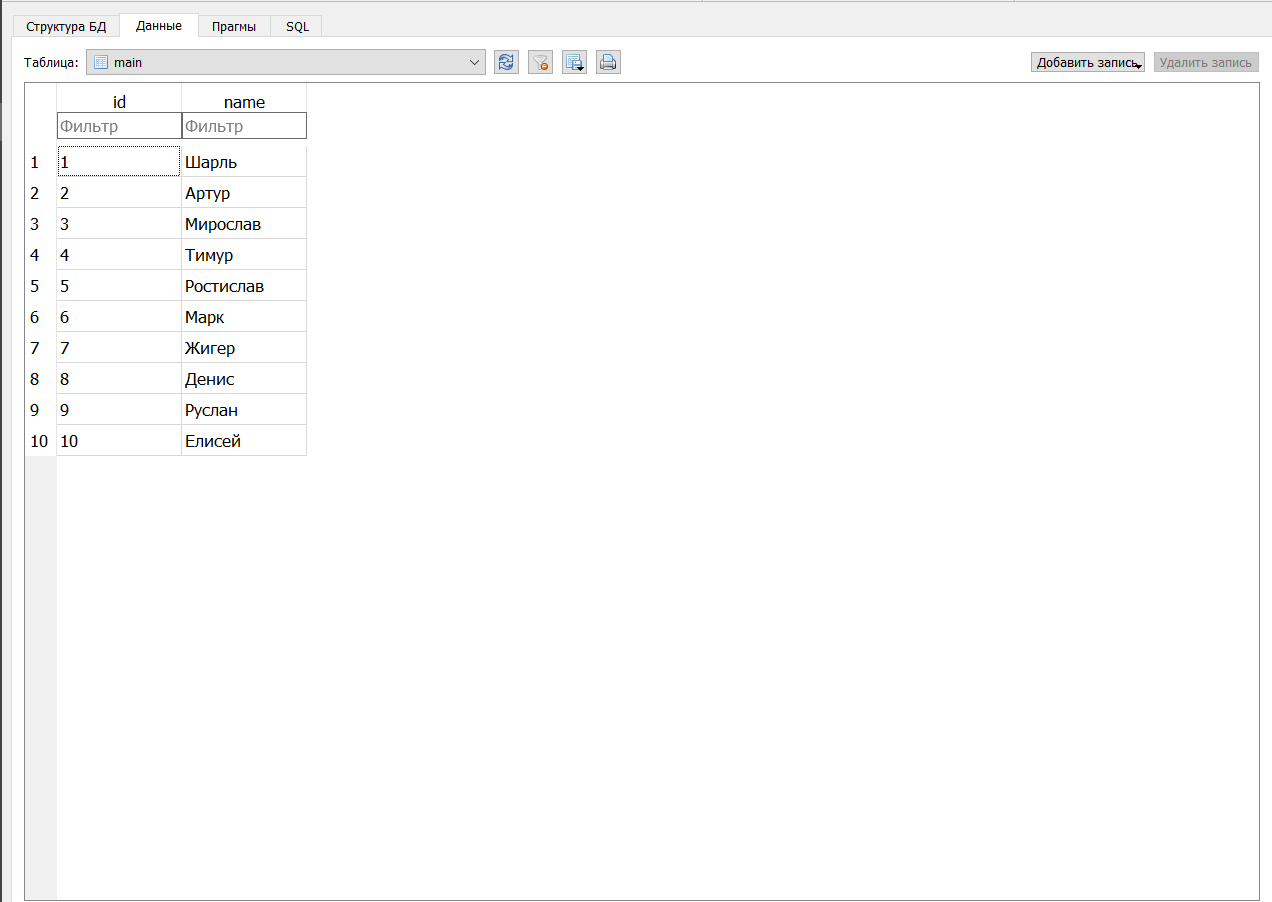 Структура БД Данные Прагмы SQL
Таблица: main Добавить запись Удалить запись
id name
Фильтр Фильтр
1 1 Шарль
2 2 Артур
3 3 Мирослав
4 4 Тимур
5 5 Ростислав
6 6 Марк
7 7 Жигер
8 8 Денис
9 9 Руслан
10 10 Елисей